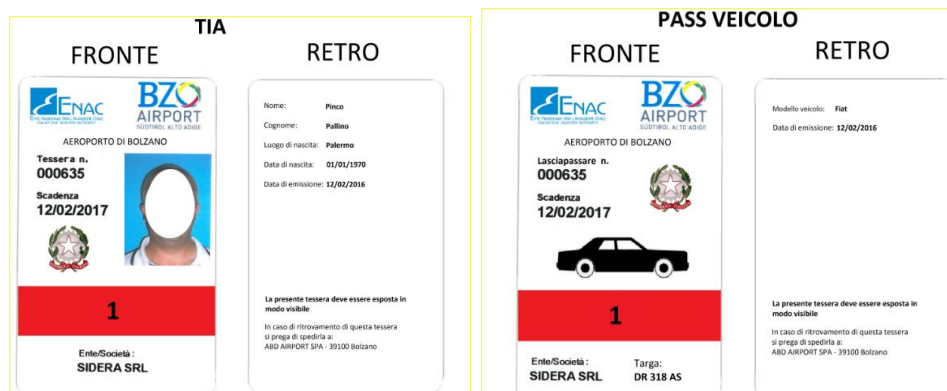 TIA
FRONTE
RETRO
ENAC
BZO
AIRPORT
SÜDTIROL ALTO ADIGE
AEROPORTO DI BOLZANO
Tessera n.
000635
Scadenza
12/02/2017
1
Ente/Società :
SIDERA SRL
Nome: Pinco
Cognome: Pallino
Luogo di nascita: Palermo
Data di nascita: 01/01/1970
Data di emissione: 12/02/2016
La presente tessera deve essere esposta in
modo visibile
In caso di ritrovamento di questa tessera
si prega di spedirla a:
ABD AIRPORT SPA - 39100 Bolzano
PASS VEICOLO
FRONTE
RETRO
ENAC
BZO
AIRPORT
SÜDTIROL ALTO ADIGE
AEROPORTO DI BOLZANO
Lasciapassare n.
000635
Scadenza
12/02/2017
1
Ente/Società :
SIDERA SRL
Targa:
DR 318 AS
Modello veicolo: Fiat
Data di emissione: 12/02/2016
La presente tessera deve essere esposta in
modo visibile
In caso di ritrovamento di questa tessera
si prega di spedirla a:
ABD AIRPORT SPA - 39100 Bolzano